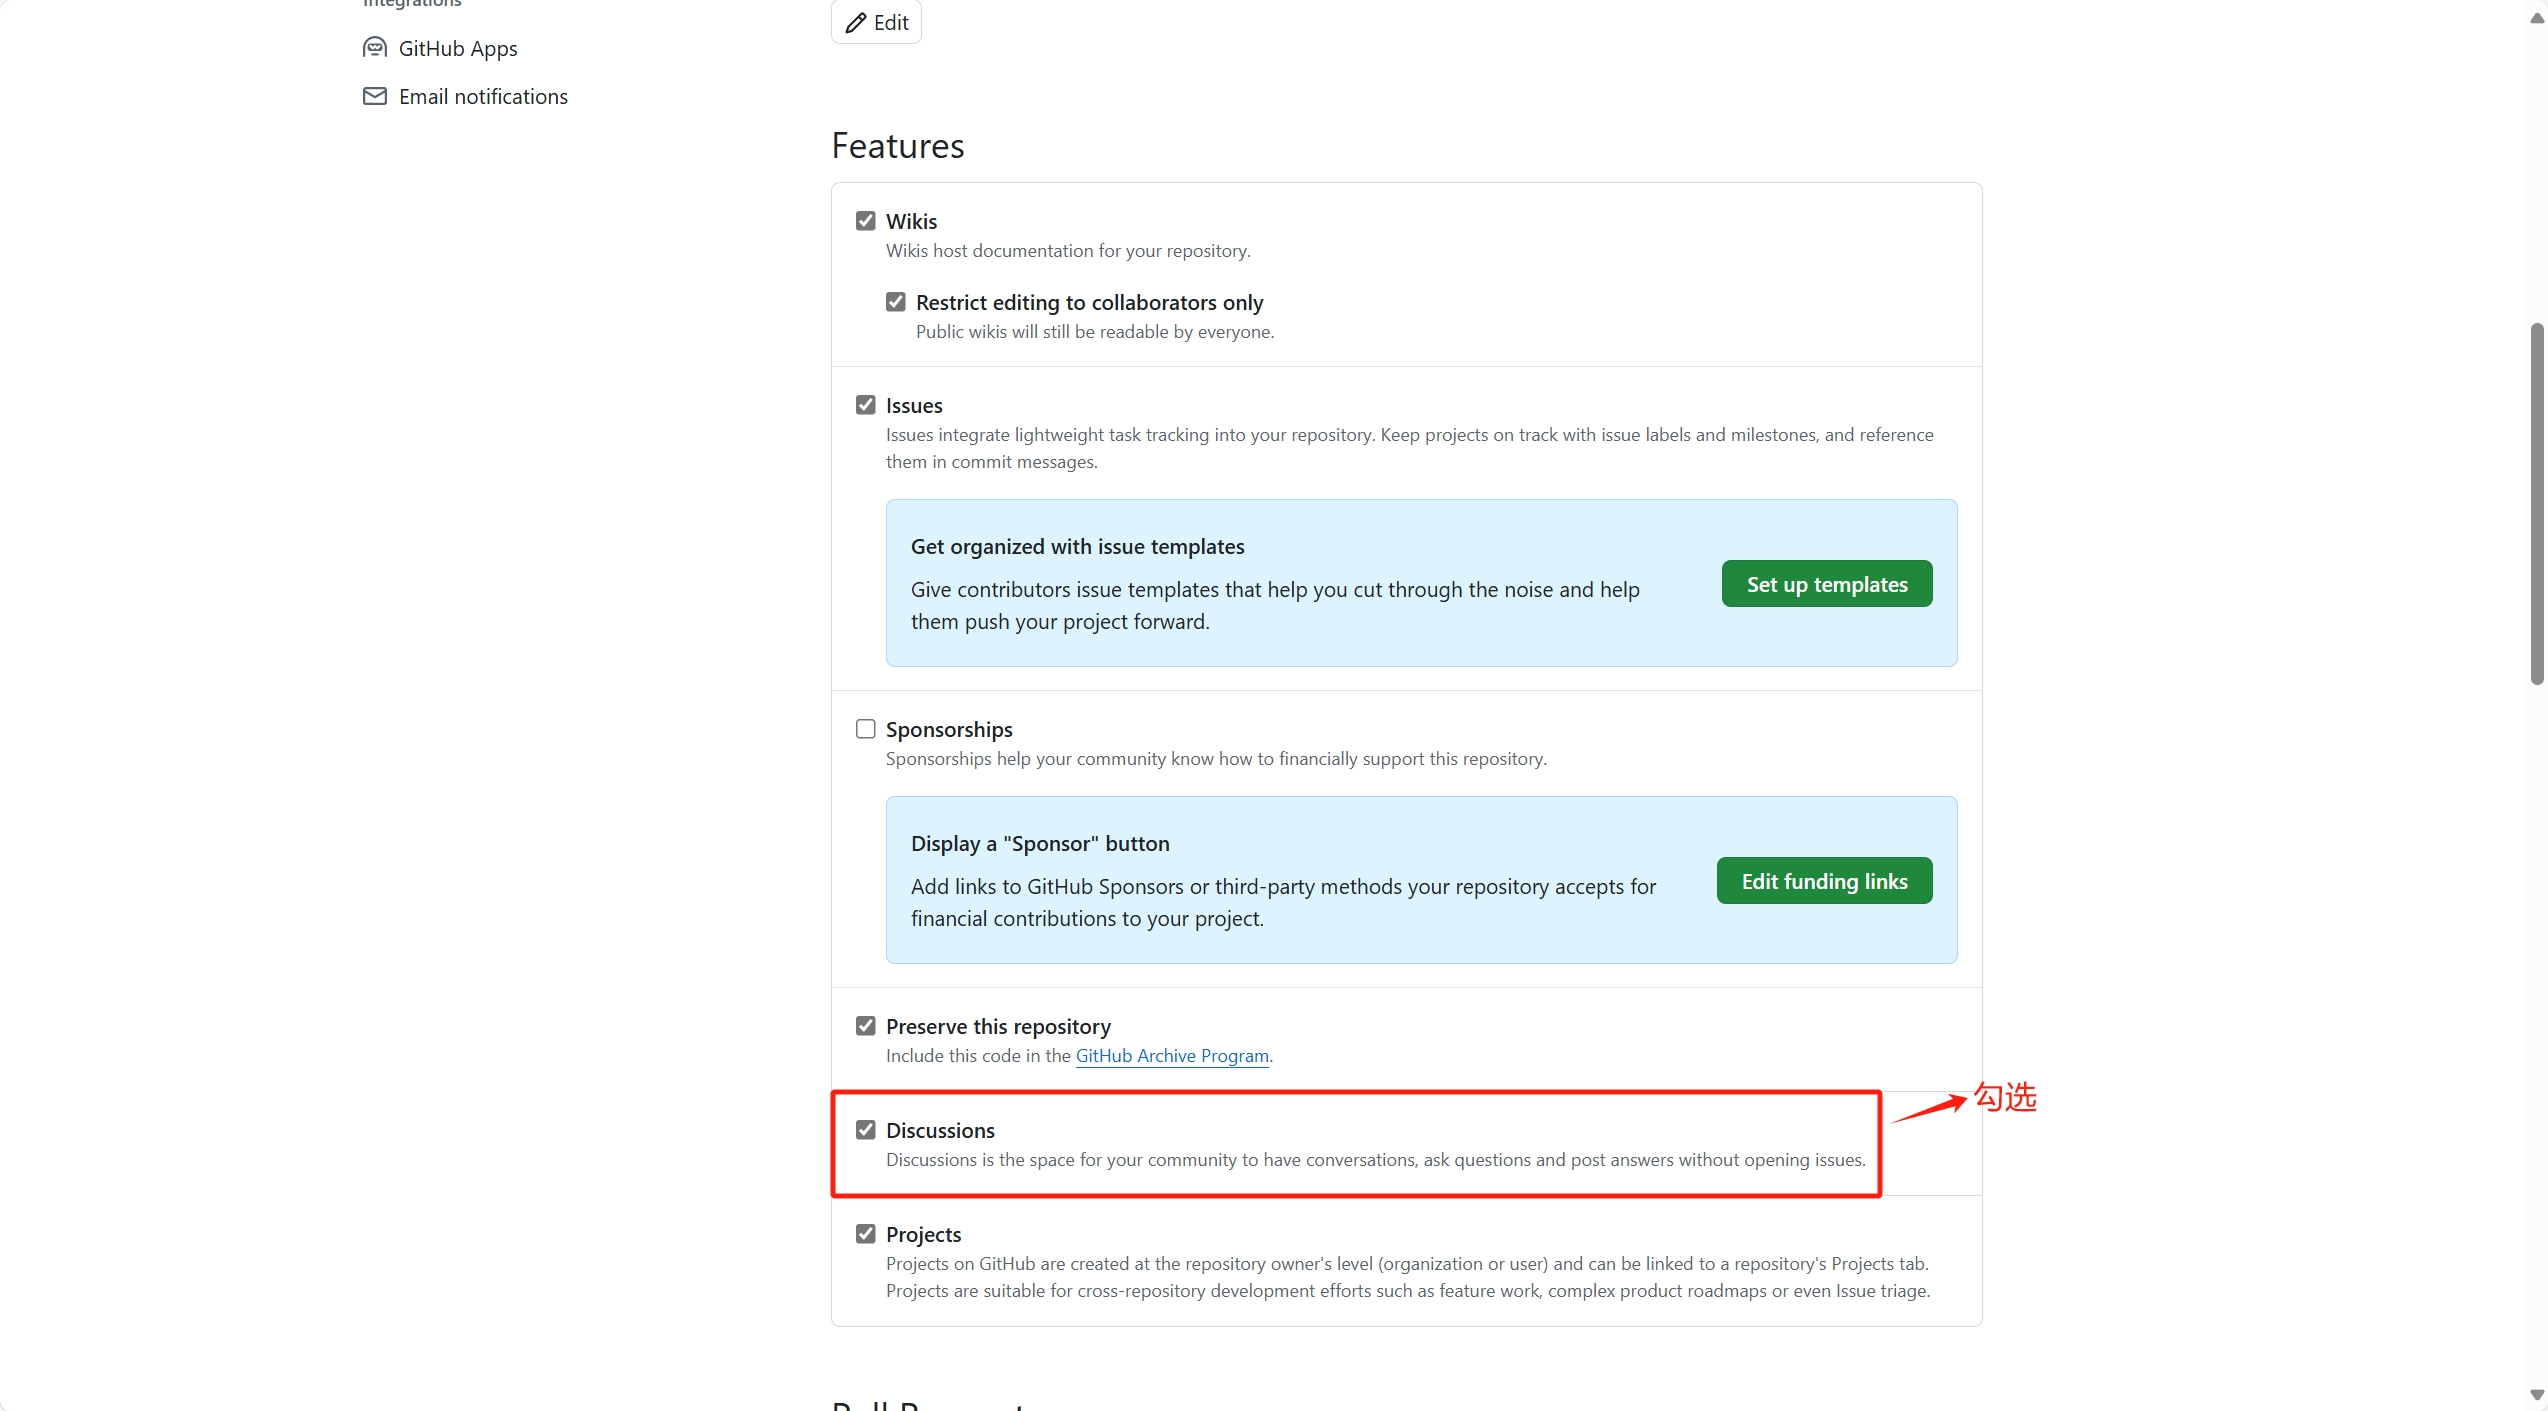 Integrations
GitHub Apps
Email notifications
Edit
Features
Wikis
Wikis host documentation for your repository.
Restrict editing to collaborators only
Public wikis will still be readable by everyone.
Issues
Issues integrate lightweight task tracking into your repository. Keep projects on track with issue labels and milestones, and reference
them in commit messages.
Get organized with issue templates
Give contributors issue templates that help you cut through the noise and help
them push your project forward.
Set up templates
Sponsorships
Sponsorships help your community know how to financially support this repository.
Display a "Sponsor" button
Add links to GitHub Sponsors or third-party methods your repository accepts for
financial contributions to your project.
Edit funding links
Preserve this repository
Include this code in the GitHub Archive Program.
勾选
Discussions
Discussions is the space for your community to have conversations, ask questions and post answers without opening issues.
Projects
Projects on GitHub are created at the repository owner's level (organization or user) and can be linked to a repository's Projects tab.
Projects are suitable for cross-repository development efforts such as feature work, complex product roadmaps or even Issue triage.